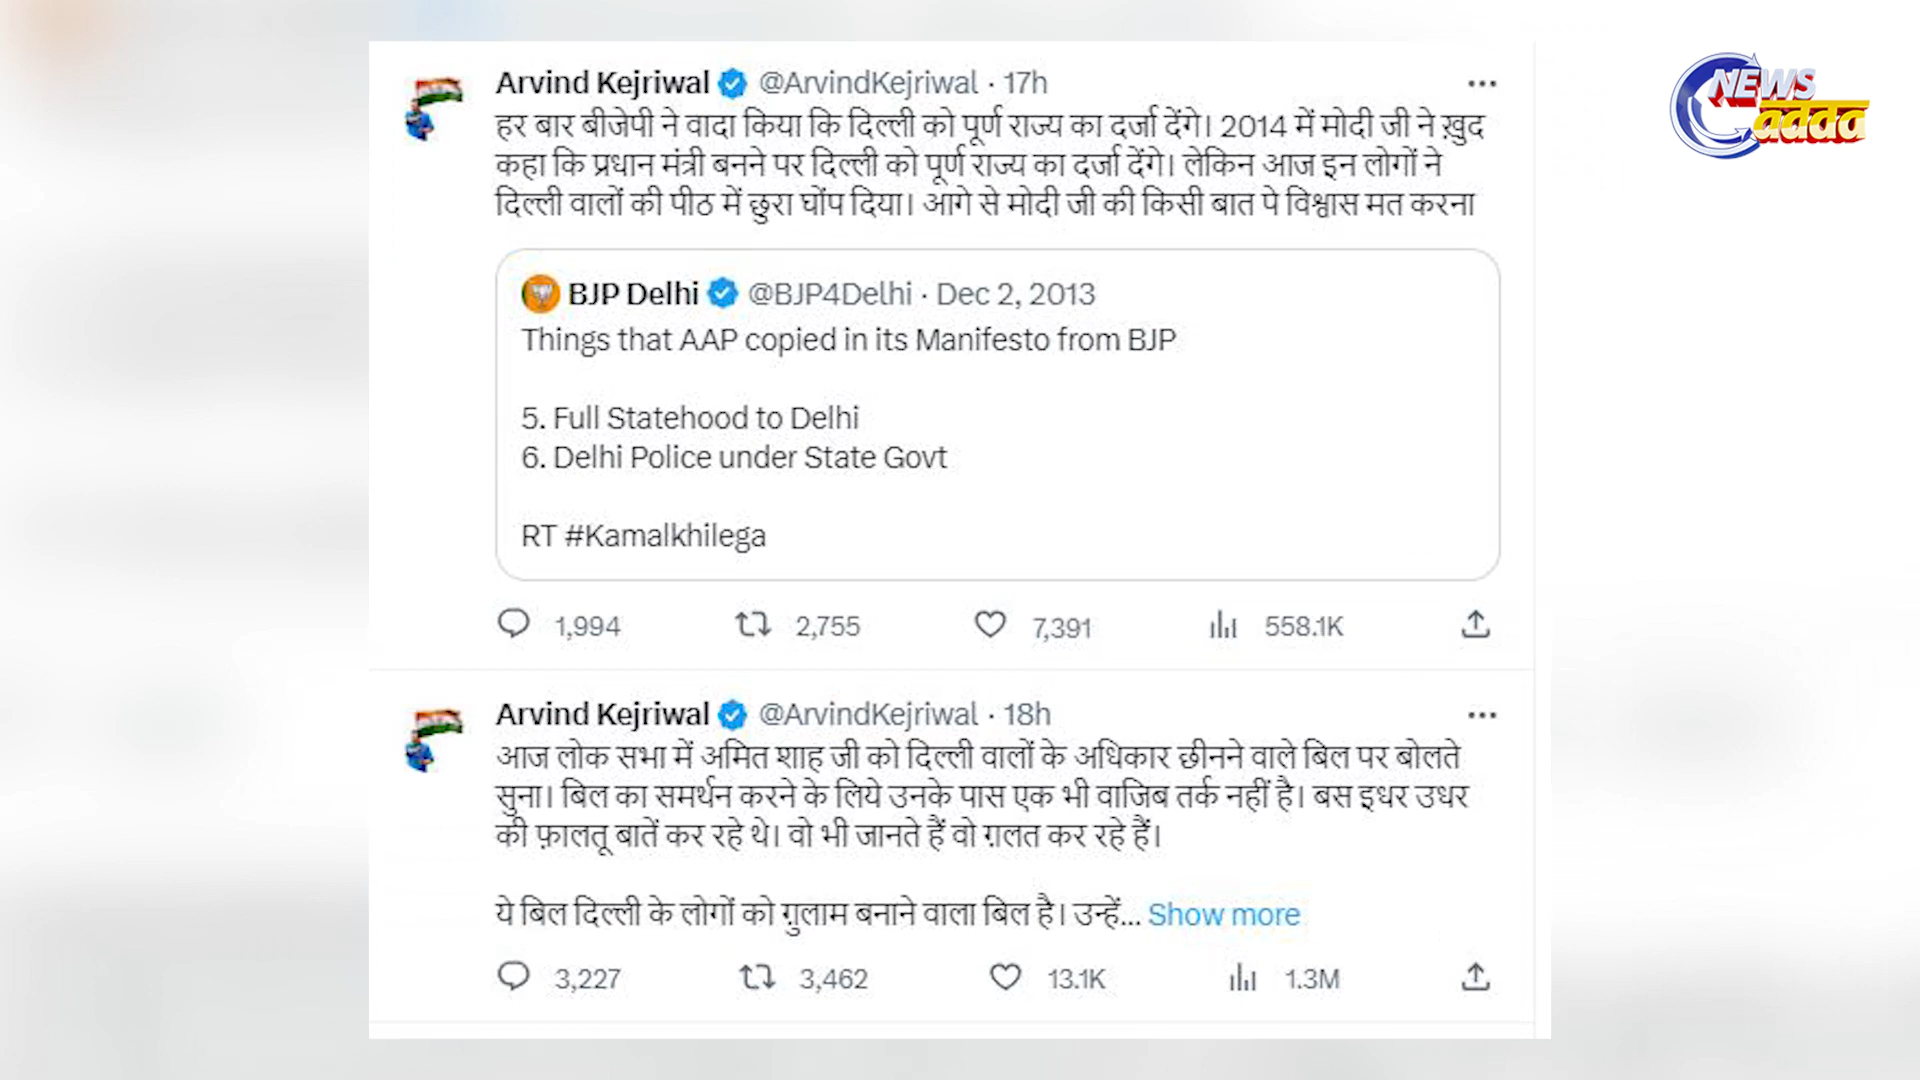 NEWS
adda
Arvind Kejriwal @ArvindKejriwal · 17h
हर बार बीजेपी ने वादा किया कि दिल्ली को पूर्ण राज्य का दर्जा देंगे। 2014 में मोदी जी ने ख़ुद
कहा कि प्रधान मंत्री बनने पर दिल्ली को पूर्ण राज्य का दर्जा देंगे। लेकिन आज इन लोगों ने
दिल्ली वालों की पीठ में छुरा घोंप दिया। आगे से मोदी जी की किसी बात पे विश्वास मत करना
BJP Delhi @BJP4Delhi · Dec 2, 2013
Things that AAP copied in its Manifesto from BJP
5. Full Statehood to Delhi
6. Delhi Police under State Govt
RT #Kamalkhilega
1,994 2,755 7,391 558.1K
Arvind Kejriwal @ArvindKejriwal · 18h
आज लोक सभा में अमित शाह जी को दिल्ली वालों के अधिकार छीनने वाले बिल पर बोलते
सुना। बिल का समर्थन करने के लिये उनके पास एक भी वाजिब तर्क नहीं है। बस इधर उधर
की फ़ालतू बातें कर रहे थे। वो भी जानते हैं वो ग़लत कर रहे हैं।
ये बिल दिल्ली के लोगों को ग़ुलाम बनाने वाला बिल है। उन्हें... Show more
3,227 3,462 13.1K 1.3M